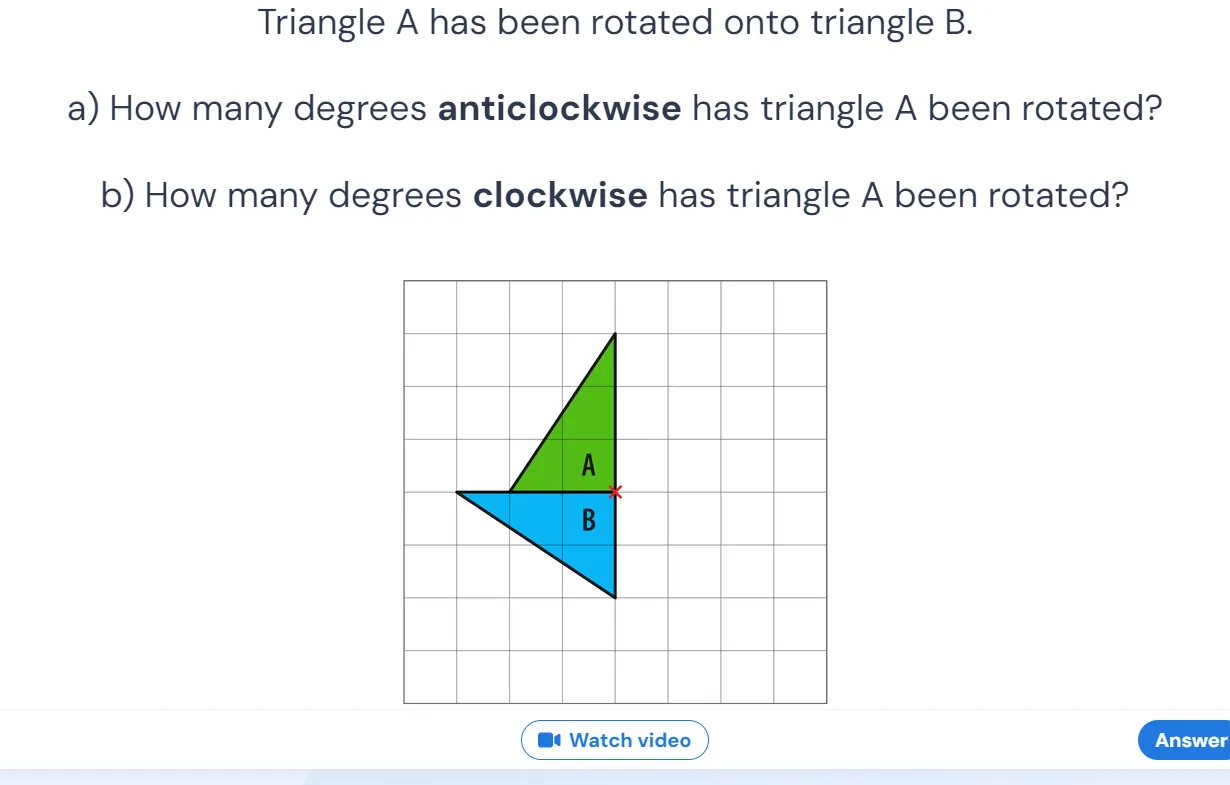 Triangle A has been rotated onto triangle B.
a) How many degrees anticlockwise has triangle A been rotated?
b) How many degrees clockwise has triangle A been rotated?
A
B
Watch video
Answer